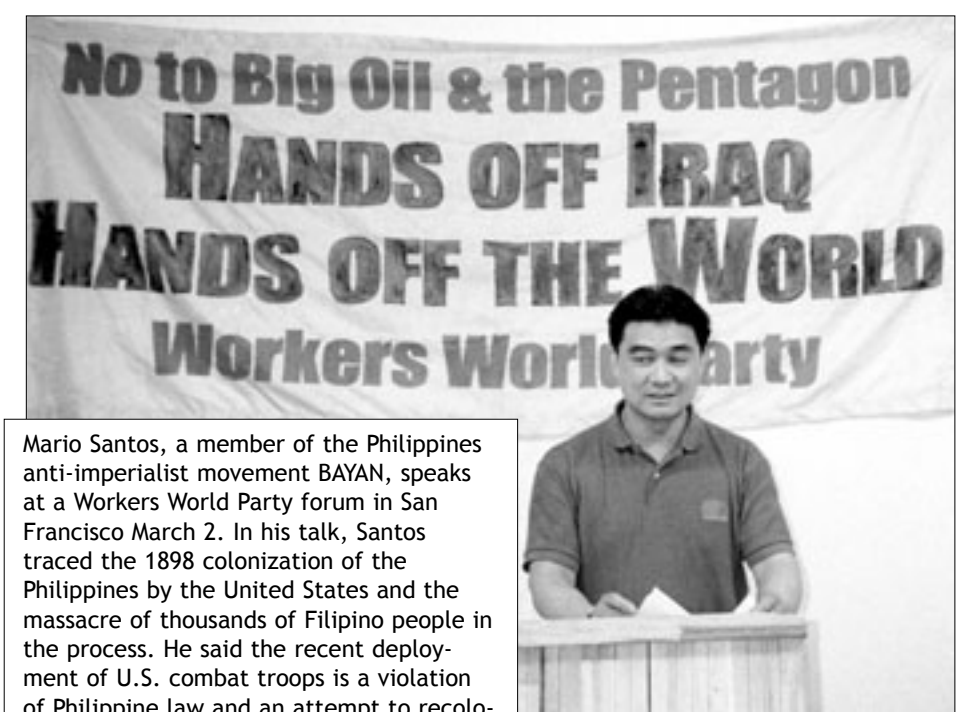 No to Big Oil & the Pentagon
HANDS OFF IRAQ
HANDS OFF THE WORLD
Workers World Party
Mario Santos, a member of the Philippines
anti-imperialist movement BAYAN, speaks
at a Workers World Party forum in San
Francisco March 2. In his talk, Santos
traced the 1898 colonization of the
Philippines by the United States and the
massacre of thousands of Filipino people in
the process. He said the recent deploy-
ment of U.S. combat troops is a violation
of Philippine law and an attempt to recolo-